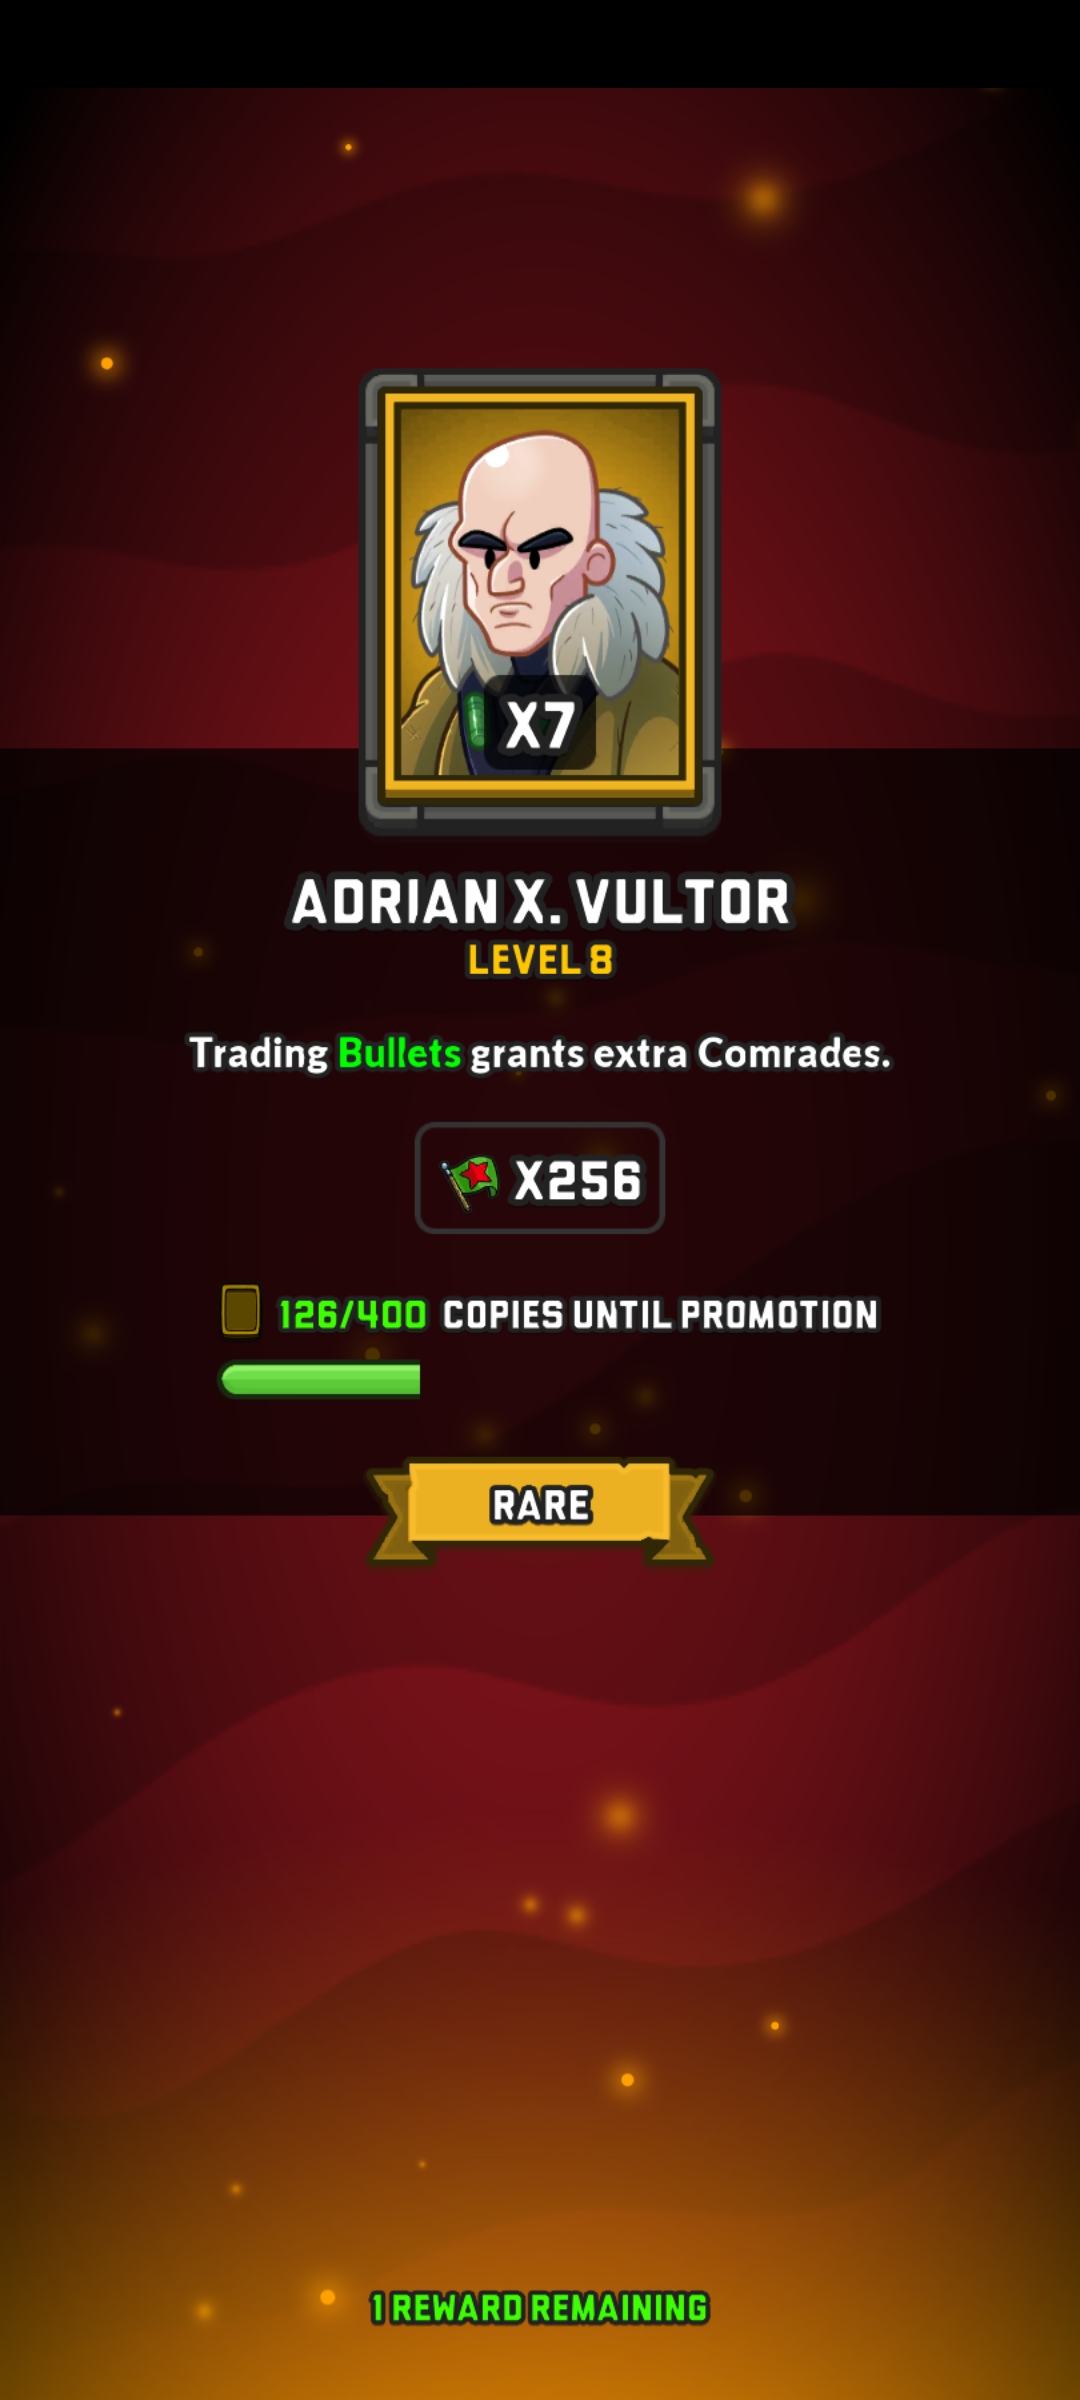 X7
ADRIAN X. VULTOR
LEVEL 8
Trading Bullets grants extra Comrades.
X256
126/400 COPIES UNTIL PROMOTION
RARE
1 REWARD REMAINING